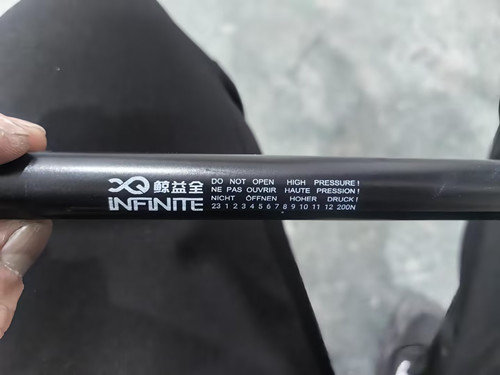 XQ 鲸益全
INFINITE
DO NOT OPEN HIGH PRESSURE!
NE PAS OUVRIR HAUTE PRESSION!
NICHT ÖFFNEN HOHER DRUCK!
23 1 2 3 4 5 6 7 8 9 10 11 12 200N